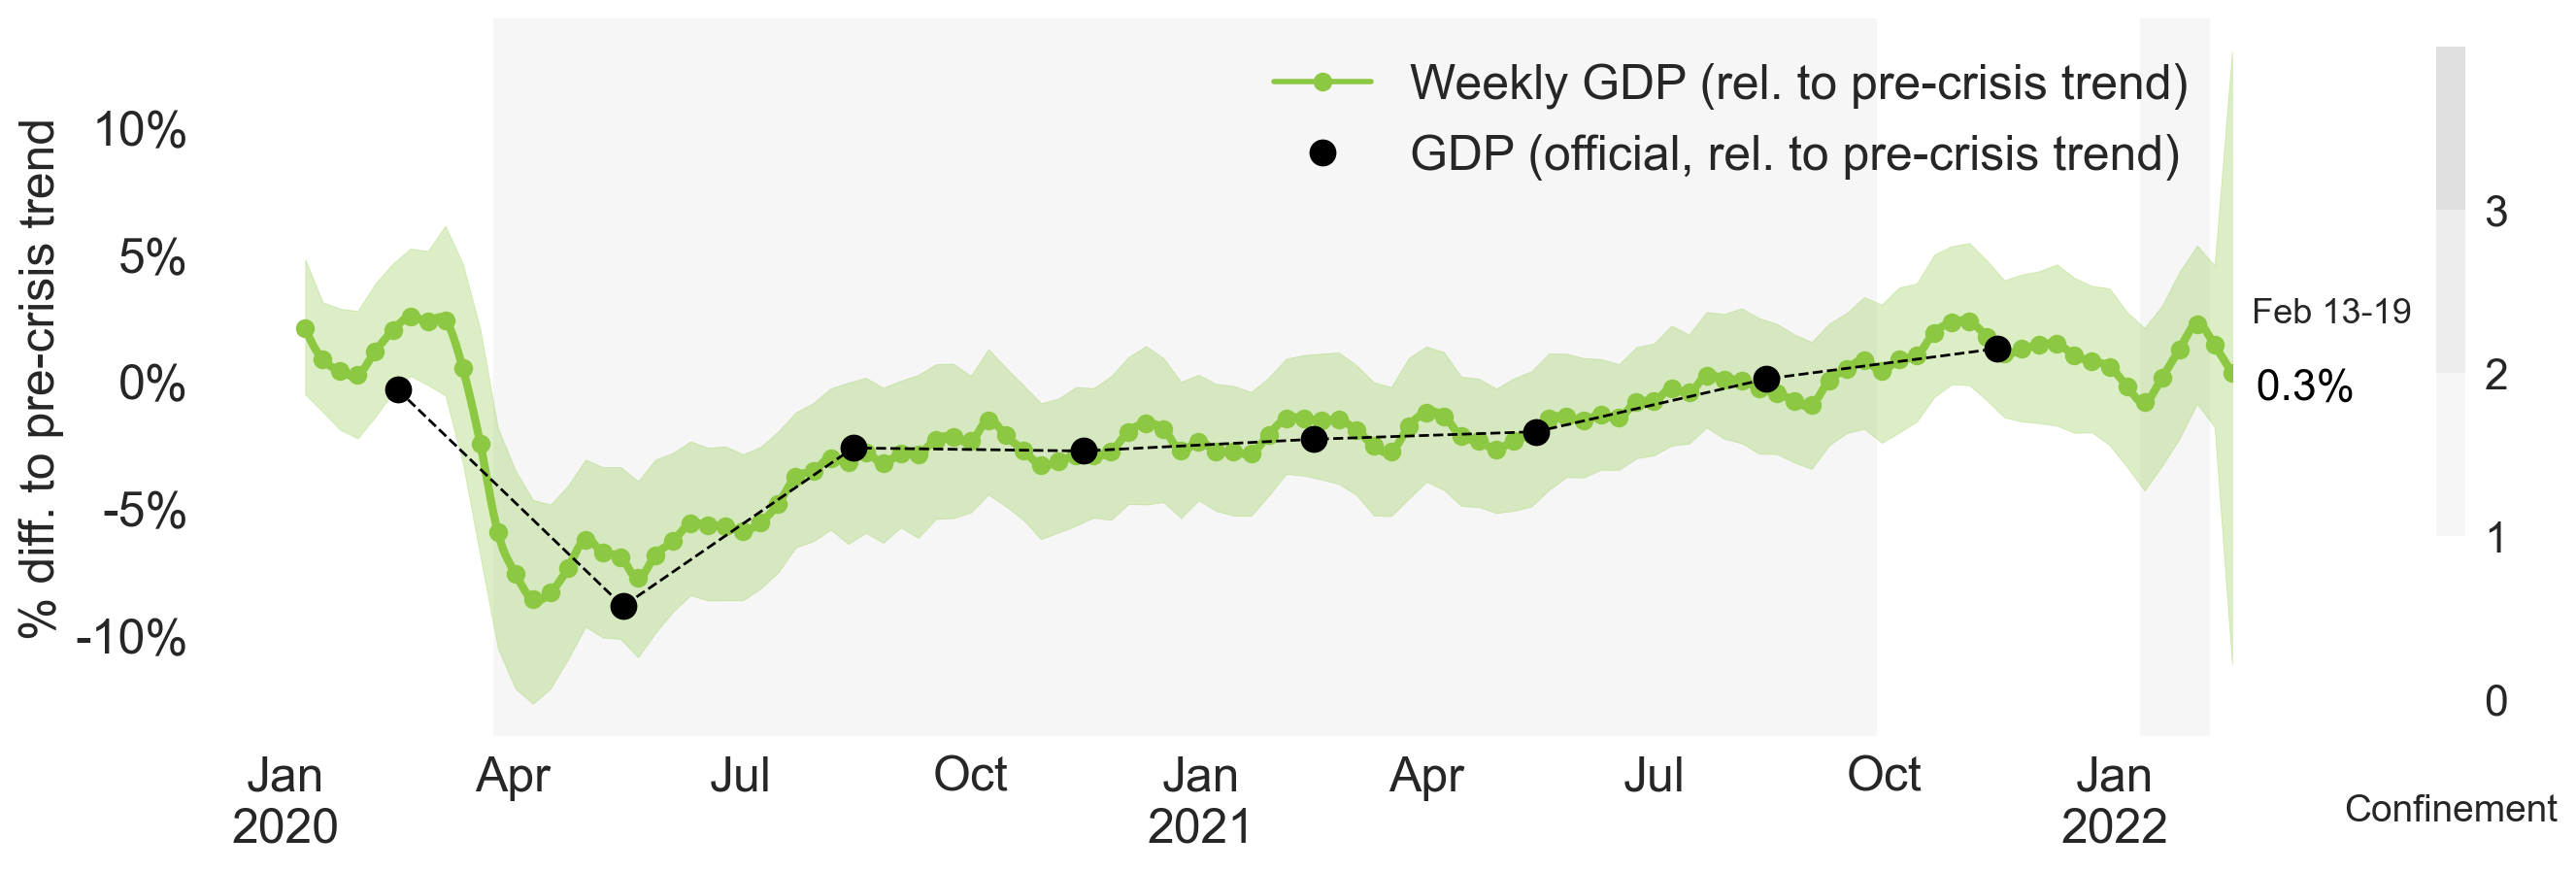 Weekly GDP (rel. to pre-crisis trend)
GDP (official, rel. to pre-crisis trend)
% diff. to pre-crisis trend
10%
5%
0%
-5%
-10%
Feb 13-19
0.3%
3
2
1
0
Jan Apr Jul Oct Jan Apr Jul Oct Jan
2020 2021 2022
Confinement